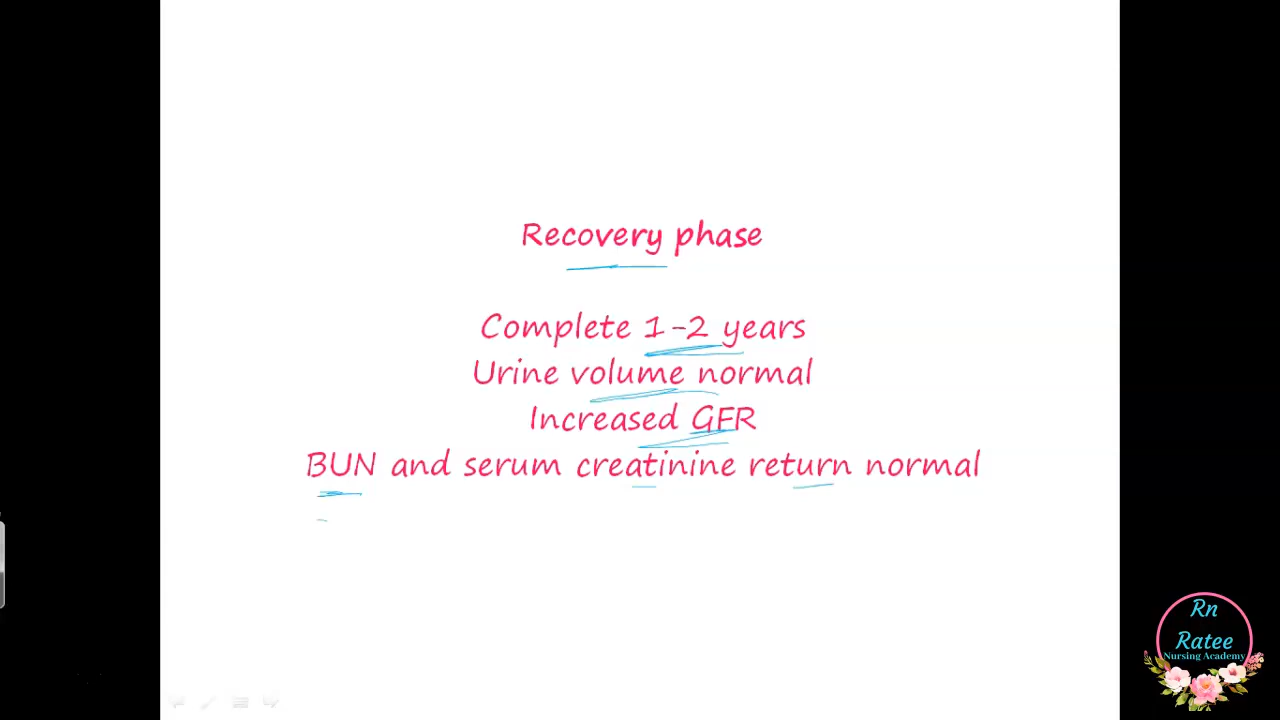 Recovery phase
Complete 1-2 years
Urine volume normal
Increased GFR
BUN and serum creatinine return normal
Rn
Ratee
Nursing Academy